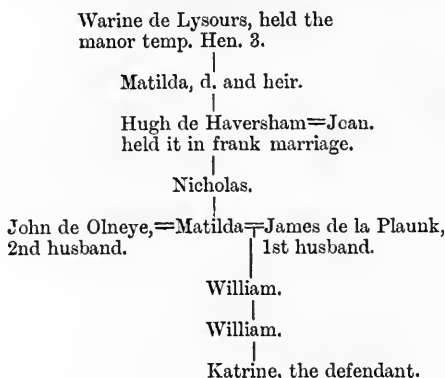 Warine de Lysours, held the
manor temp. Hen. 3.
Matilda, d. and heir.
Hugh de Haversham=Joan.
held it in frank marriage.
Nicholas.
John de Olneye,=Matilda=James de la Plaunk,
2nd husband. 1st husband.
William.
William.
Katrine, the defendant.